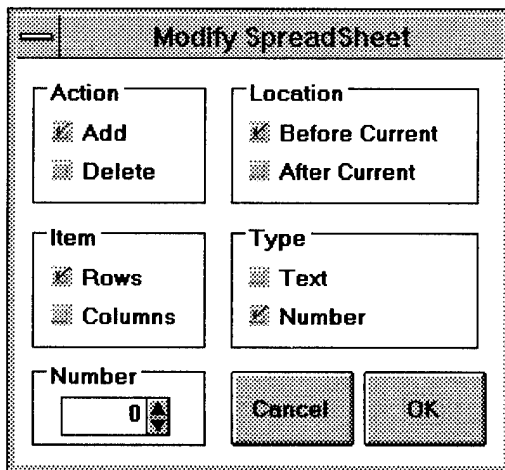 Modify SpreadSheet
Action
Add
Delete
Location
Before Current
After Current
Item
Rows
Columns
Type
Text
Number
Number
0
Cancel
OK